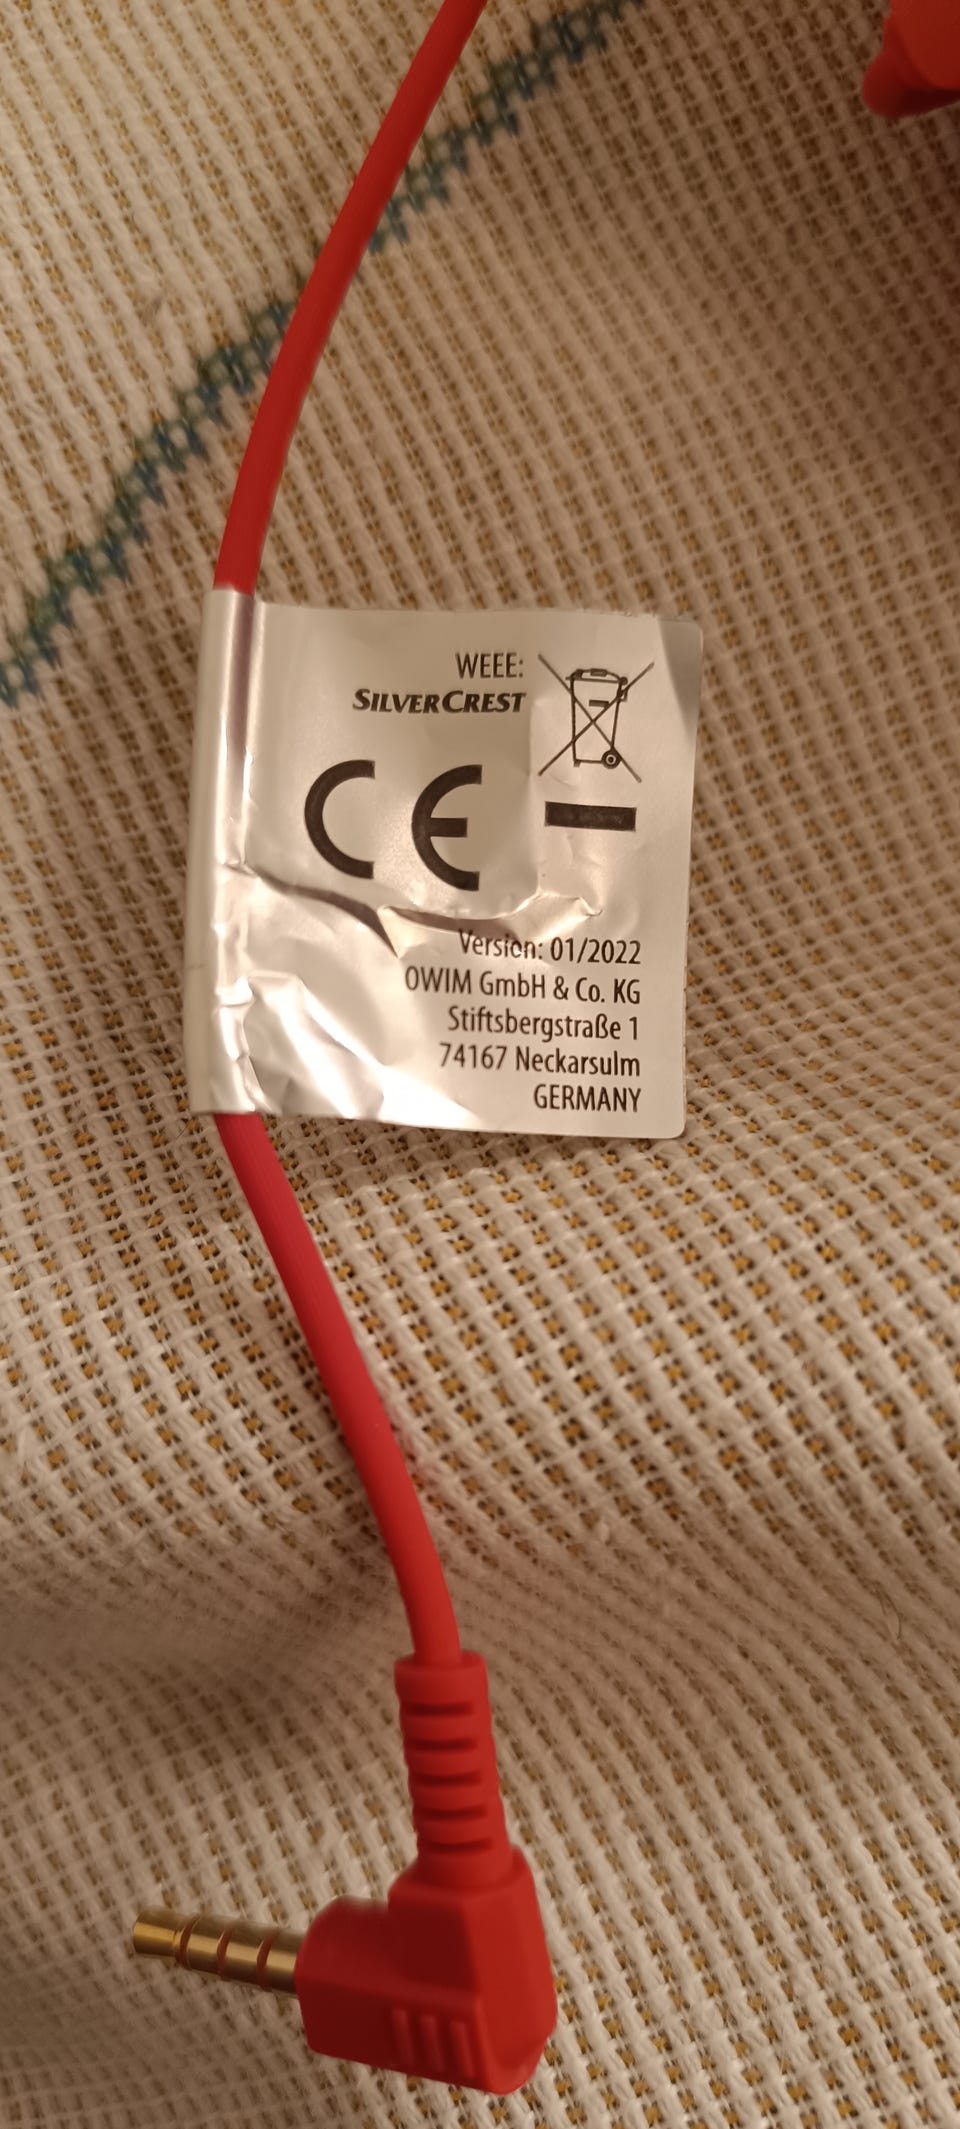 WEEE:
SILVERCREST
CE
Version: 01/2022
OWIM GmbH & Co. KG
Stiftsbergstraße 1
74167 Neckarsulm
GERMANY